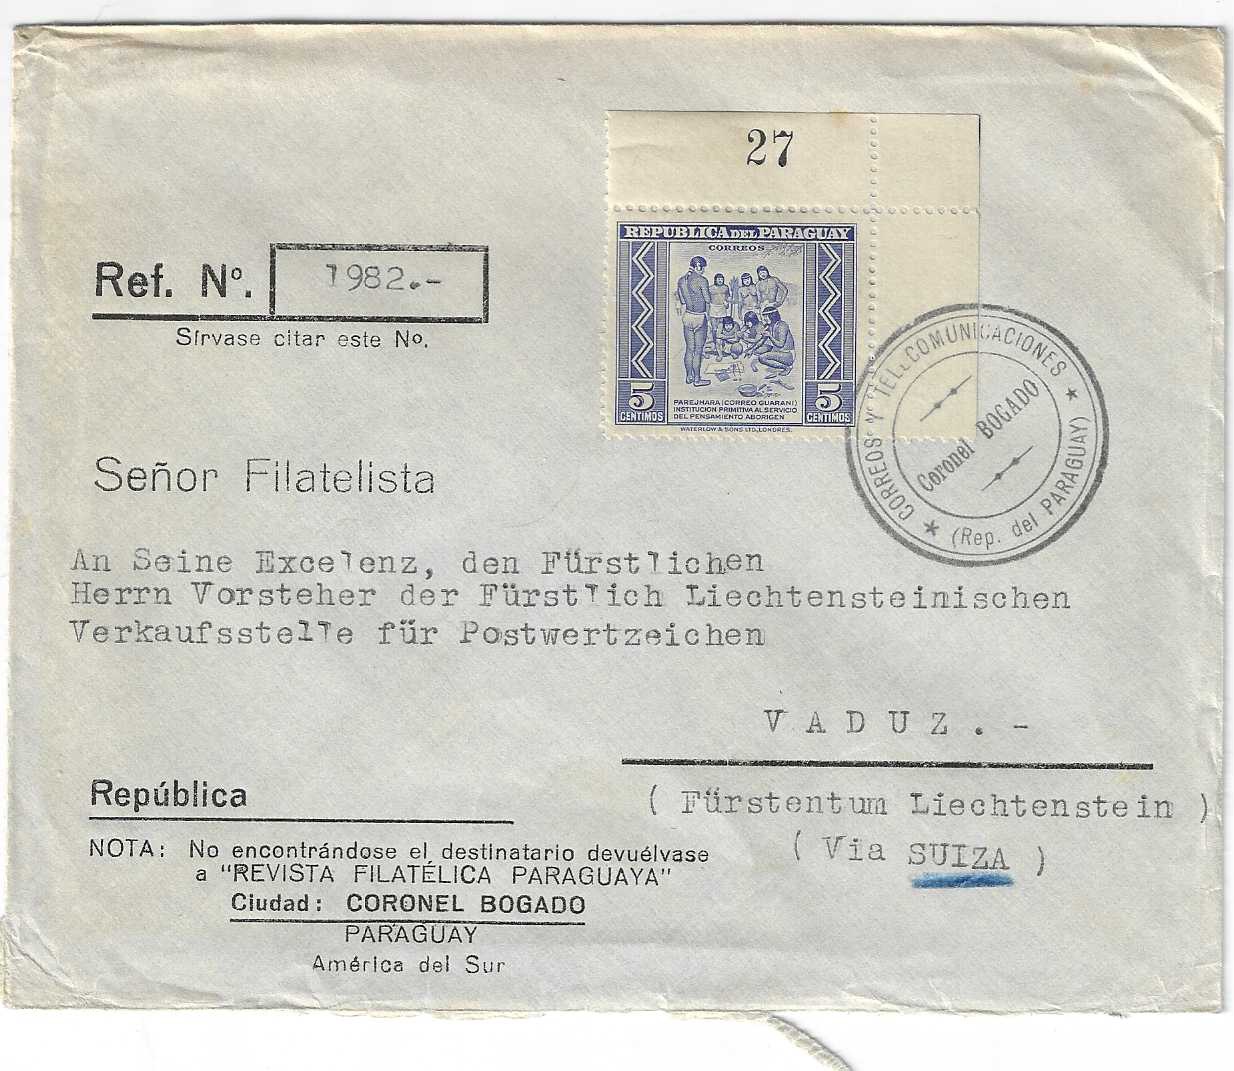 27
REPUBLICA DEL PARAGUAY
CORREOS
5 5
CENTIMOS CENTIMOS
PAREJHARA (CORREO GUARANI)
INSTITUCION PRIMITIVA AL SERVICIO
DEL PENSAMIENTO ABORIGEN
WATERLOW & SONS LTD, LONDRES.
Ref. Nº. 1982.-
Sírvase citar este Nº.
CORREOS Y TELECOMUNICACIONES
Coronel BOGADO
(Rep. del PARAGUAY)
Señor Filatelista
An Seine Excelenz, den Fürstlichen
Herrn Vorsteher der Fürstlich Liechtensteinischen
Verkaufsstelle für Postwertzeichen
VADUZ.-
República
( Fürstentum Liechtenstein )
( Via SUIZA )
NOTA: No encontrándose el destinatario devuélvase
a "REVISTA FILATÉLICA PARAGUAYA"
Ciudad: CORONEL BOGADO
PARAGUAY
América del Sur